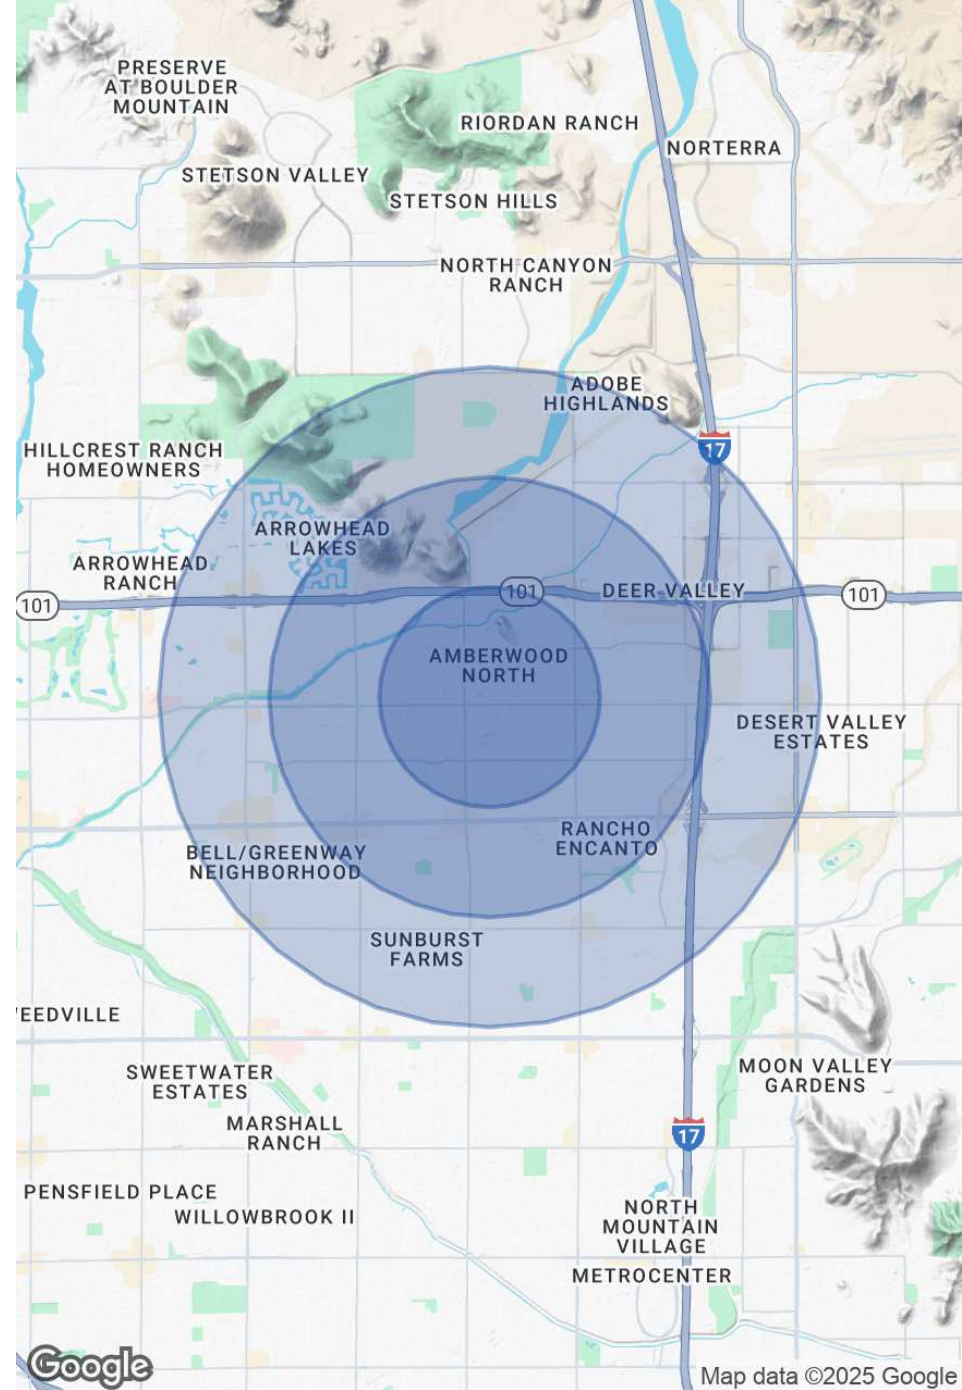 PRESERVE
AT BOULDER
MOUNTAIN
RIORDAN RANCH
NORTERRA
STETSON VALLEY
STETSON HILLS
NORTH CANYON
RANCH
ADOBE
HIGHLANDS
17
HILLCREST RANCH
HOMEOWNERS
ARROWHEAD
LAKES
ARROWHEAD
RANCH
101
101
DEER VALLEY
101
AMBERWOOD
NORTH
DESERT VALLEY
ESTATES
RANCHO
ENCANTO
BELL/GREENWAY
NEIGHBORHOOD
SUNBURST
FARMS
EEDVILLE
SWEETWATER
ESTATES
MOON VALLEY
GARDENS
MARSHALL
RANCH
17
PENSFIELD PLACE
WILLOWBROOK II
NORTH
MOUNTAIN
VILLAGE
METROCENTER
Google
Map data ©2025 Google